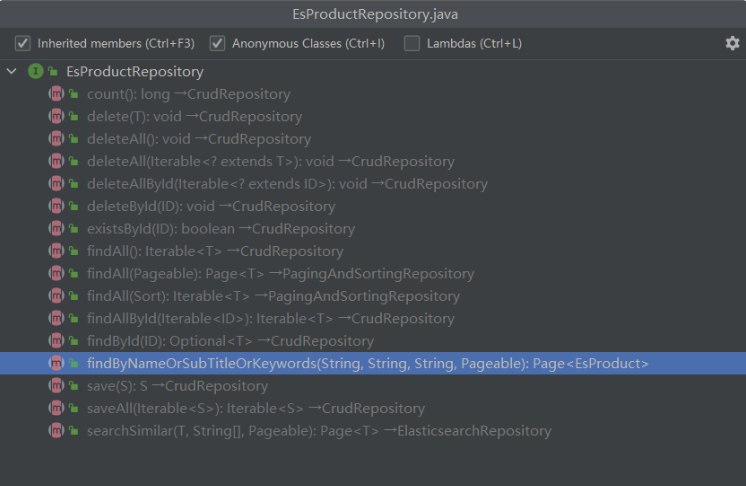 EsProductRepository.java
Inherited members (Ctrl+F3) Anonymous Classes (Ctrl+I) Lambdas (Ctrl+L)
EsProductRepository
count(): long →CrudRepository
delete(T): void →CrudRepository
deleteAll(): void →CrudRepository
deleteAll(Iterable<? extends T>): void →CrudRepository
deleteAllById(Iterable<? extends ID>): void →CrudRepository
deleteById(ID): void →CrudRepository
existsById(ID): boolean →CrudRepository
findAll(): Iterable<T> →CrudRepository
findAll(Pageable): Page<T> →PagingAndSortingRepository
findAll(Sort): Iterable<T> →PagingAndSortingRepository
findAllById(Iterable<ID>): Iterable<T> →CrudRepository
findById(ID): Optional<T> →CrudRepository
findByNameOrSubTitleOrKeywords(String, String, String, Pageable): Page<EsProduct>
save(S): S →CrudRepository
saveAll(Iterable<S>): Iterable<S> →CrudRepository
searchSimilar(T, String[], Pageable): Page<T> →ElasticsearchRepository